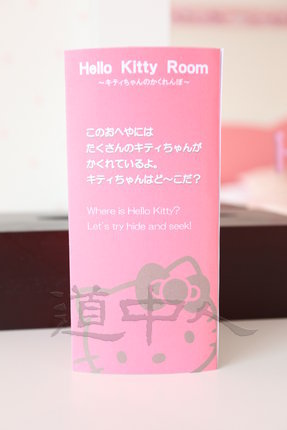 Hello Kitty Room
～キティちゃんのかくれんぼ～
このおへやには
たくさんのキティちゃんが
かくれているよ。
キティちゃんはど～こだ？
Where is Hello Kitty?
Let's try hide and seek!
道中人